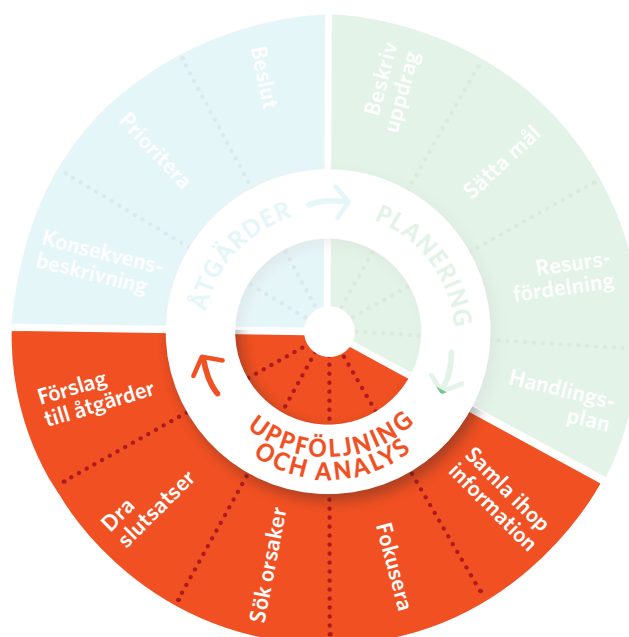 Beskriv
uppdrag
Sätta mål
Resurs-
fördelning
Handlings-
plan
Samla ihop
information
Fokusera
Sök orsaker
Dra
slutsatser
Förslag
till åtgärder
Konsekvens-
beskrivning
Prioritera
Beslut
PLANERING
UPPFÖLJNING
OCH ANALYS
ÅTGÄRDER